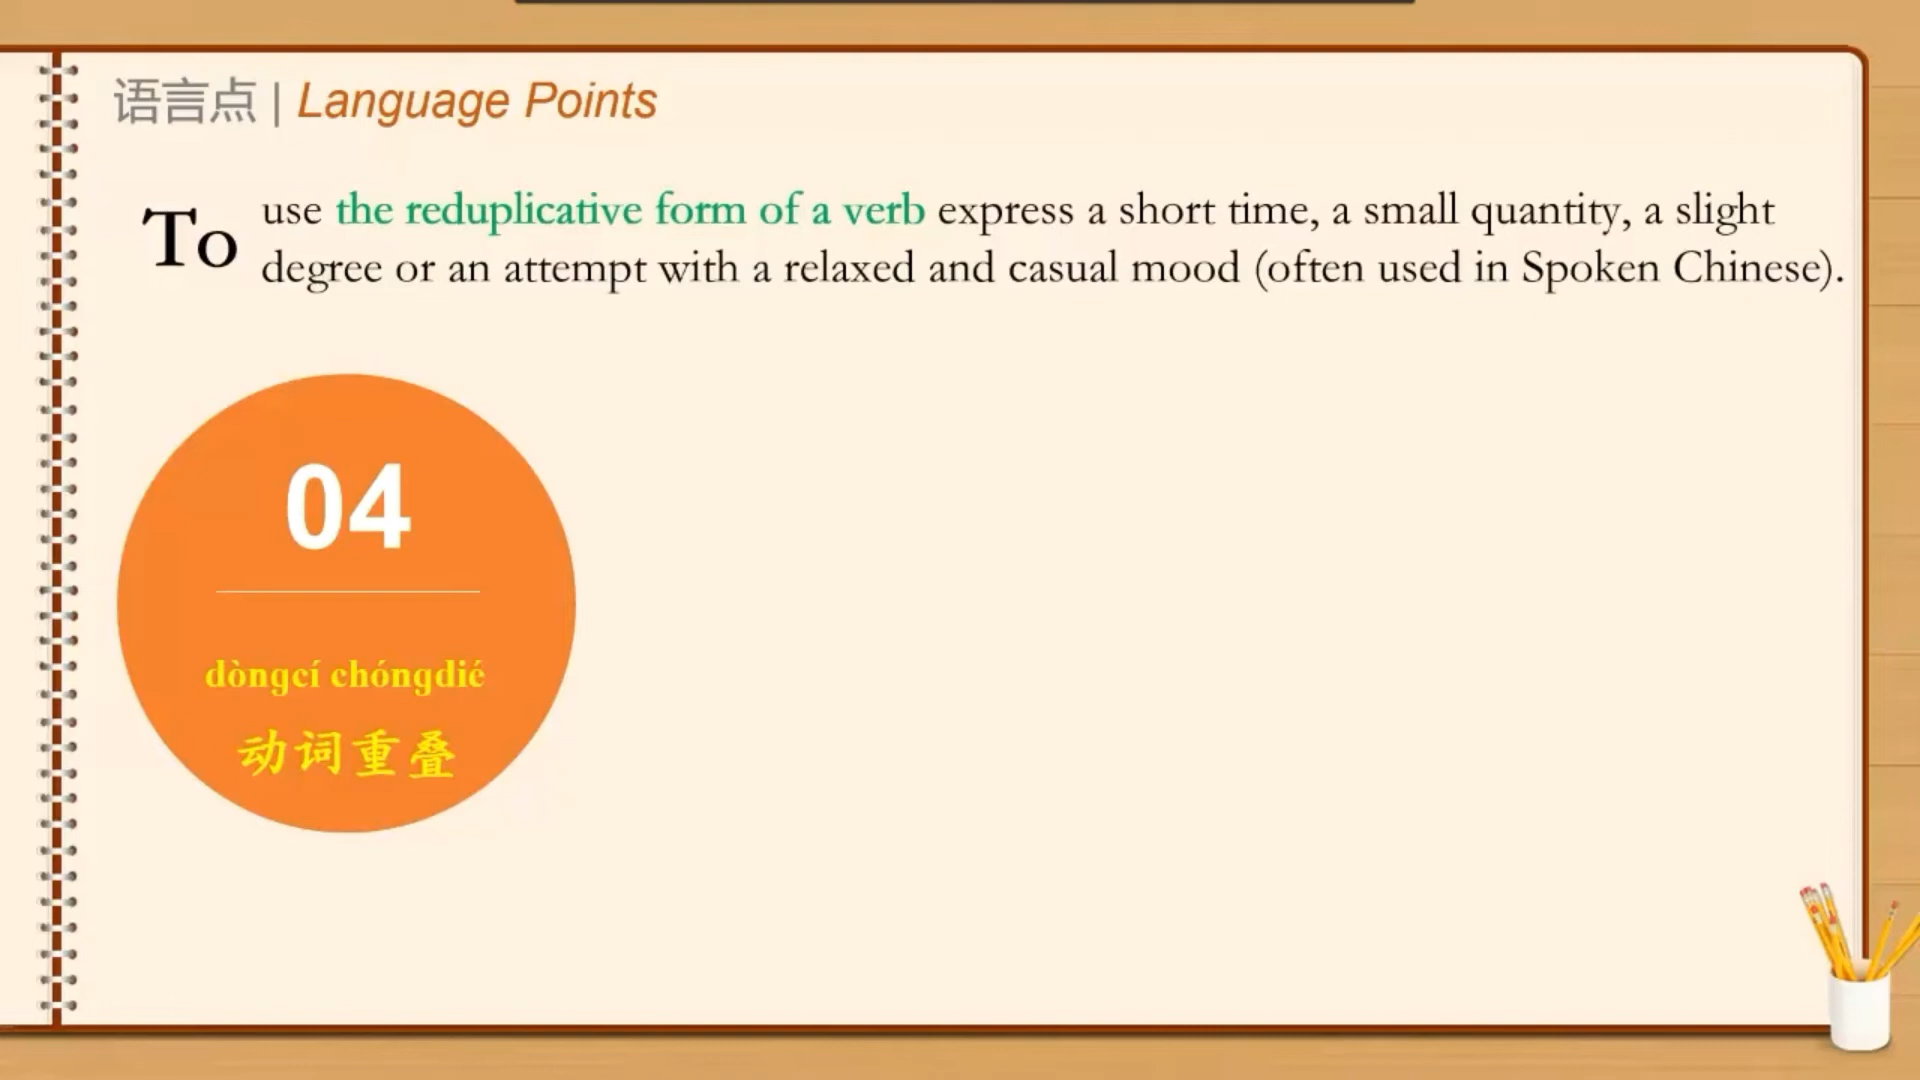 语言点 | Language Points
To use the reduplicative form of a verb express a short time, a small quantity, a slight
degree or an attempt with a relaxed and casual mood (often used in Spoken Chinese).
04
dòngcí chóngdié
动词重叠